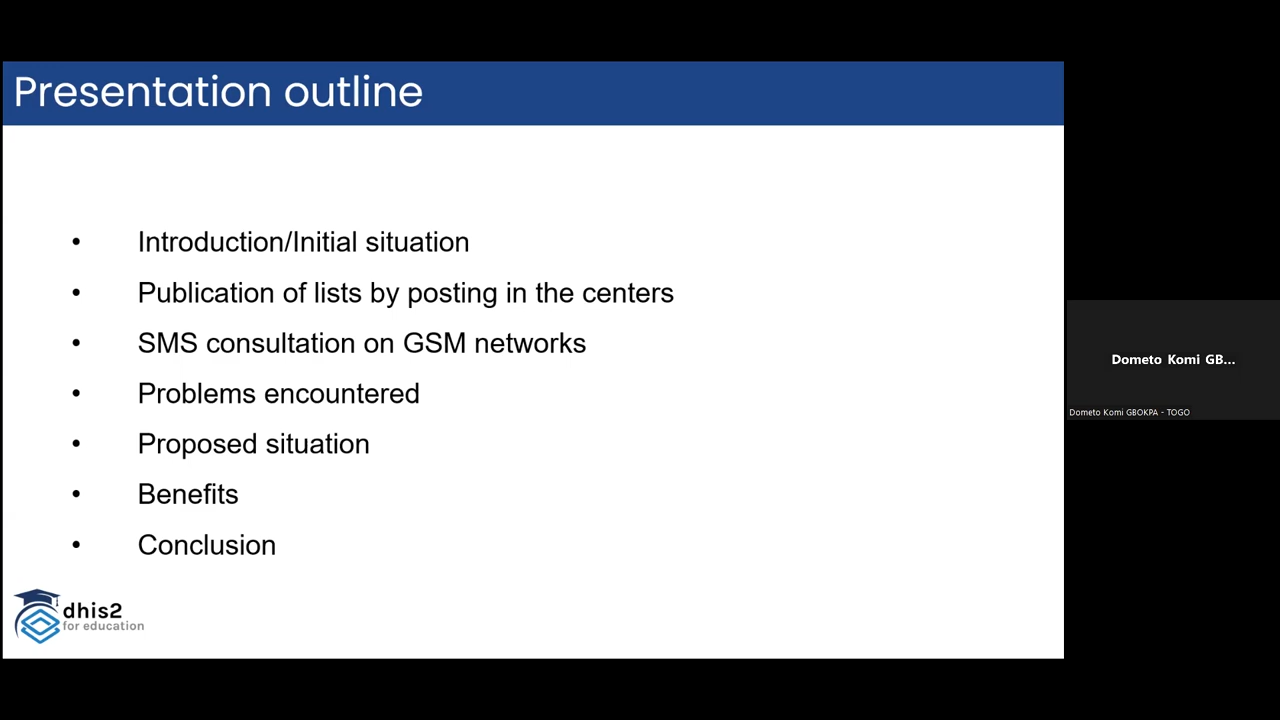 Presentation outline
• Introduction/Initial situation
• Publication of lists by posting in the centers
• SMS consultation on GSM networks
• Problems encountered
• Proposed situation
• Benefits
• Conclusion
dhis2
for education
Dometo Komi GB...
Dometo Komi GBOKPA - TOGO